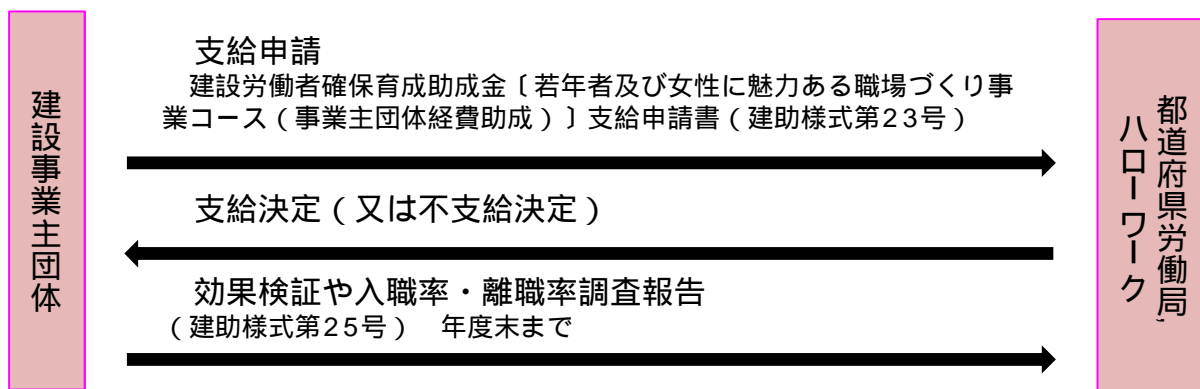 建設事業主団体
支給申請
建設労働者確保育成助成金〔若年者及び女性に魅力ある職場づくり事
業コース(事業主団体経費助成)〕支給申請書(建助様式第23号)
支給決定(又は不支給決定)
効果検証や入職率・離職率調査報告
(建助様式第25号) 年度末まで
都道府県労働局,
ハローワーク